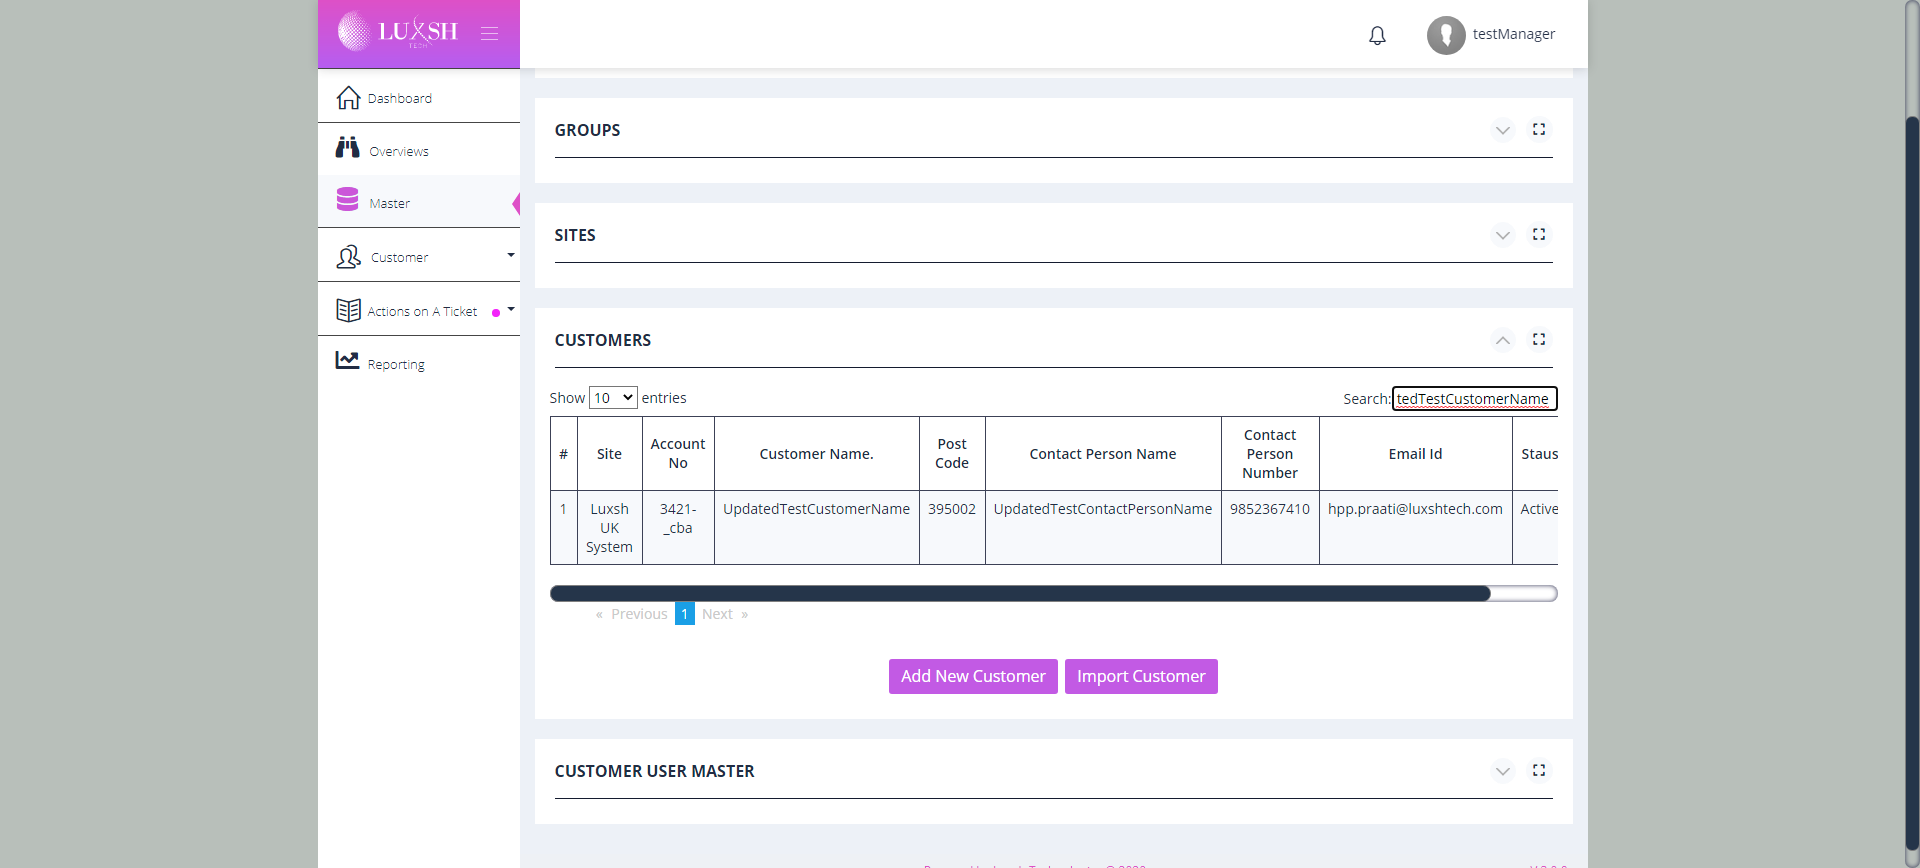 LUXSH
TECH
testManager
Dashboard
Overviews
Master
Customer
Actions on A Ticket
Reporting
GROUPS
SITES
CUSTOMERS
Show 10 entries
Search: tedTestCustomerName
# Site Account No Customer Name. Post Code Contact Person Name Contact Person Number Email Id Staus
1 Luxsh UK System 3421-_cba UpdatedTestCustomerName 395002 UpdatedTestContactPersonName 9852367410 hpp.praati@luxshtech.com Active
« Previous 1 Next »
Add New Customer Import Customer
CUSTOMER USER MASTER